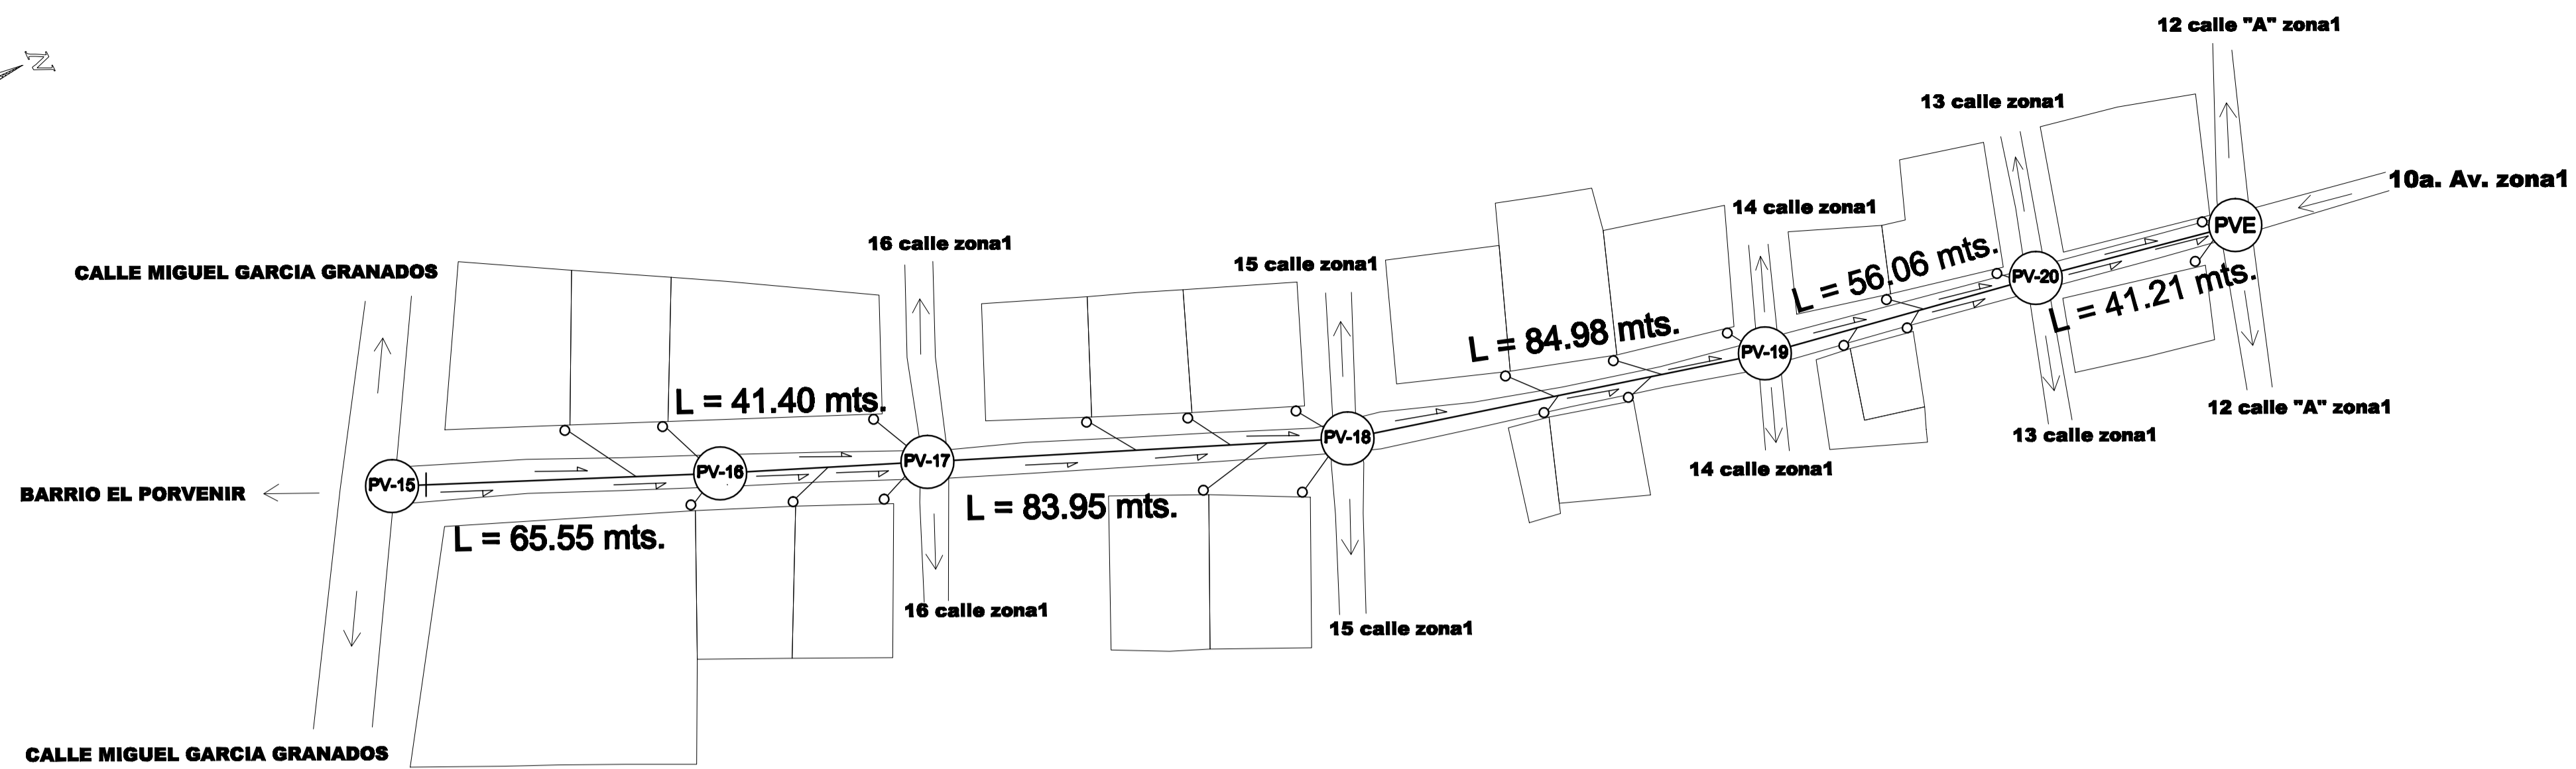 12 calle "A" zona1
N
13 calle zona1
10a. Av. zona1
14 calle zona1
PVE
16 calle zona1
15 calle zona1
CALLE MIGUEL GARCIA GRANADOS
L = 56.06 mts.
PV-20
L = 41.21 mts.
L = 84.98 mts.
PV-19
L = 41.40 mts.
12 calle "A" zona1
13 calle zona1
PV-18
PV-17
14 calle zona1
PV-16
PV-15
BARRIO EL PORVENIR
L = 83.95 mts.
L = 65.55 mts.
16 calle zona1
15 calle zona1
CALLE MIGUEL GARCIA GRANADOS